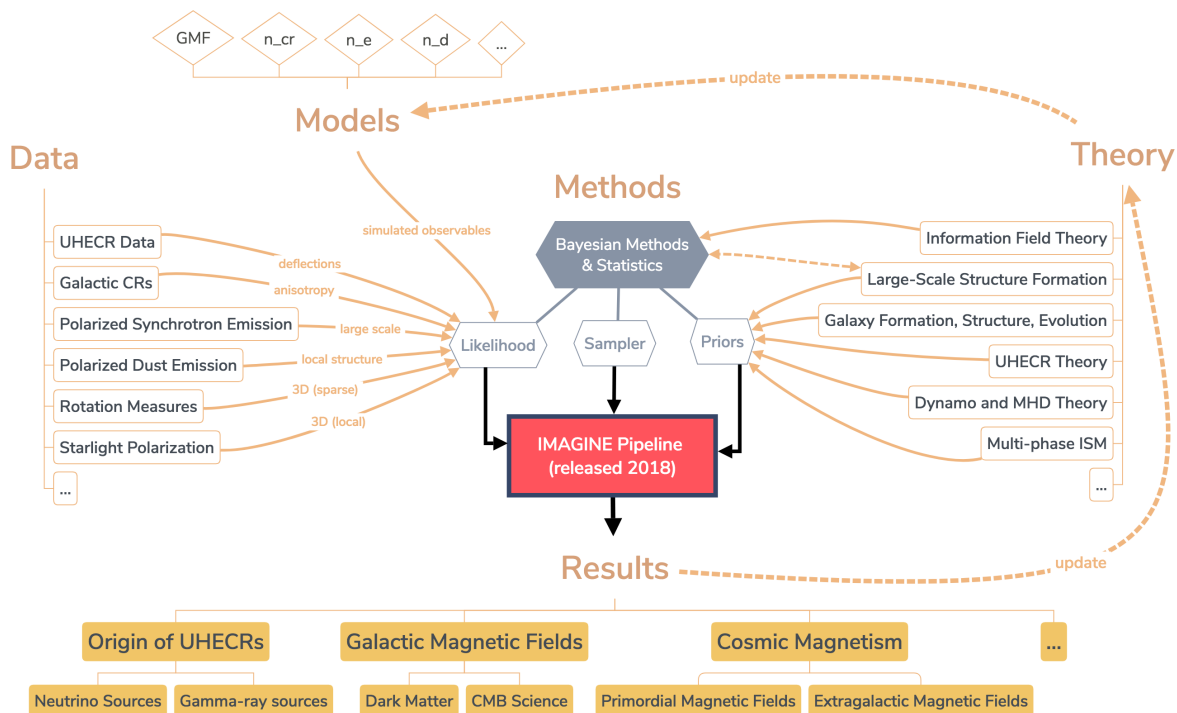 GMF
n_cr
n_e
n_d
...
update
Models
Data
Theory
Methods
simulated observables
UHECR Data
Galactic CRs
Polarized Synchrotron Emission
Polarized Dust Emission
Rotation Measures
Starlight Polarization
...
deflections
anisotropy
large scale
local structure
3D (sparse)
3D (local)
Bayesian Methods
& Statistics
Likelihood
Sampler
Priors
Information Field Theory
Large-Scale Structure Formation
Galaxy Formation, Structure, Evolution
UHECR Theory
Dynamo and MHD Theory
Multi-phase ISM
...
IMAGINE Pipeline
(released 2018)
Results
update
Origin of UHECRs
Galactic Magnetic Fields
Cosmic Magnetism
...
Neutrino Sources
Gamma-ray sources
Dark Matter
CMB Science
Primordial Magnetic Fields
Extragalactic Magnetic Fields